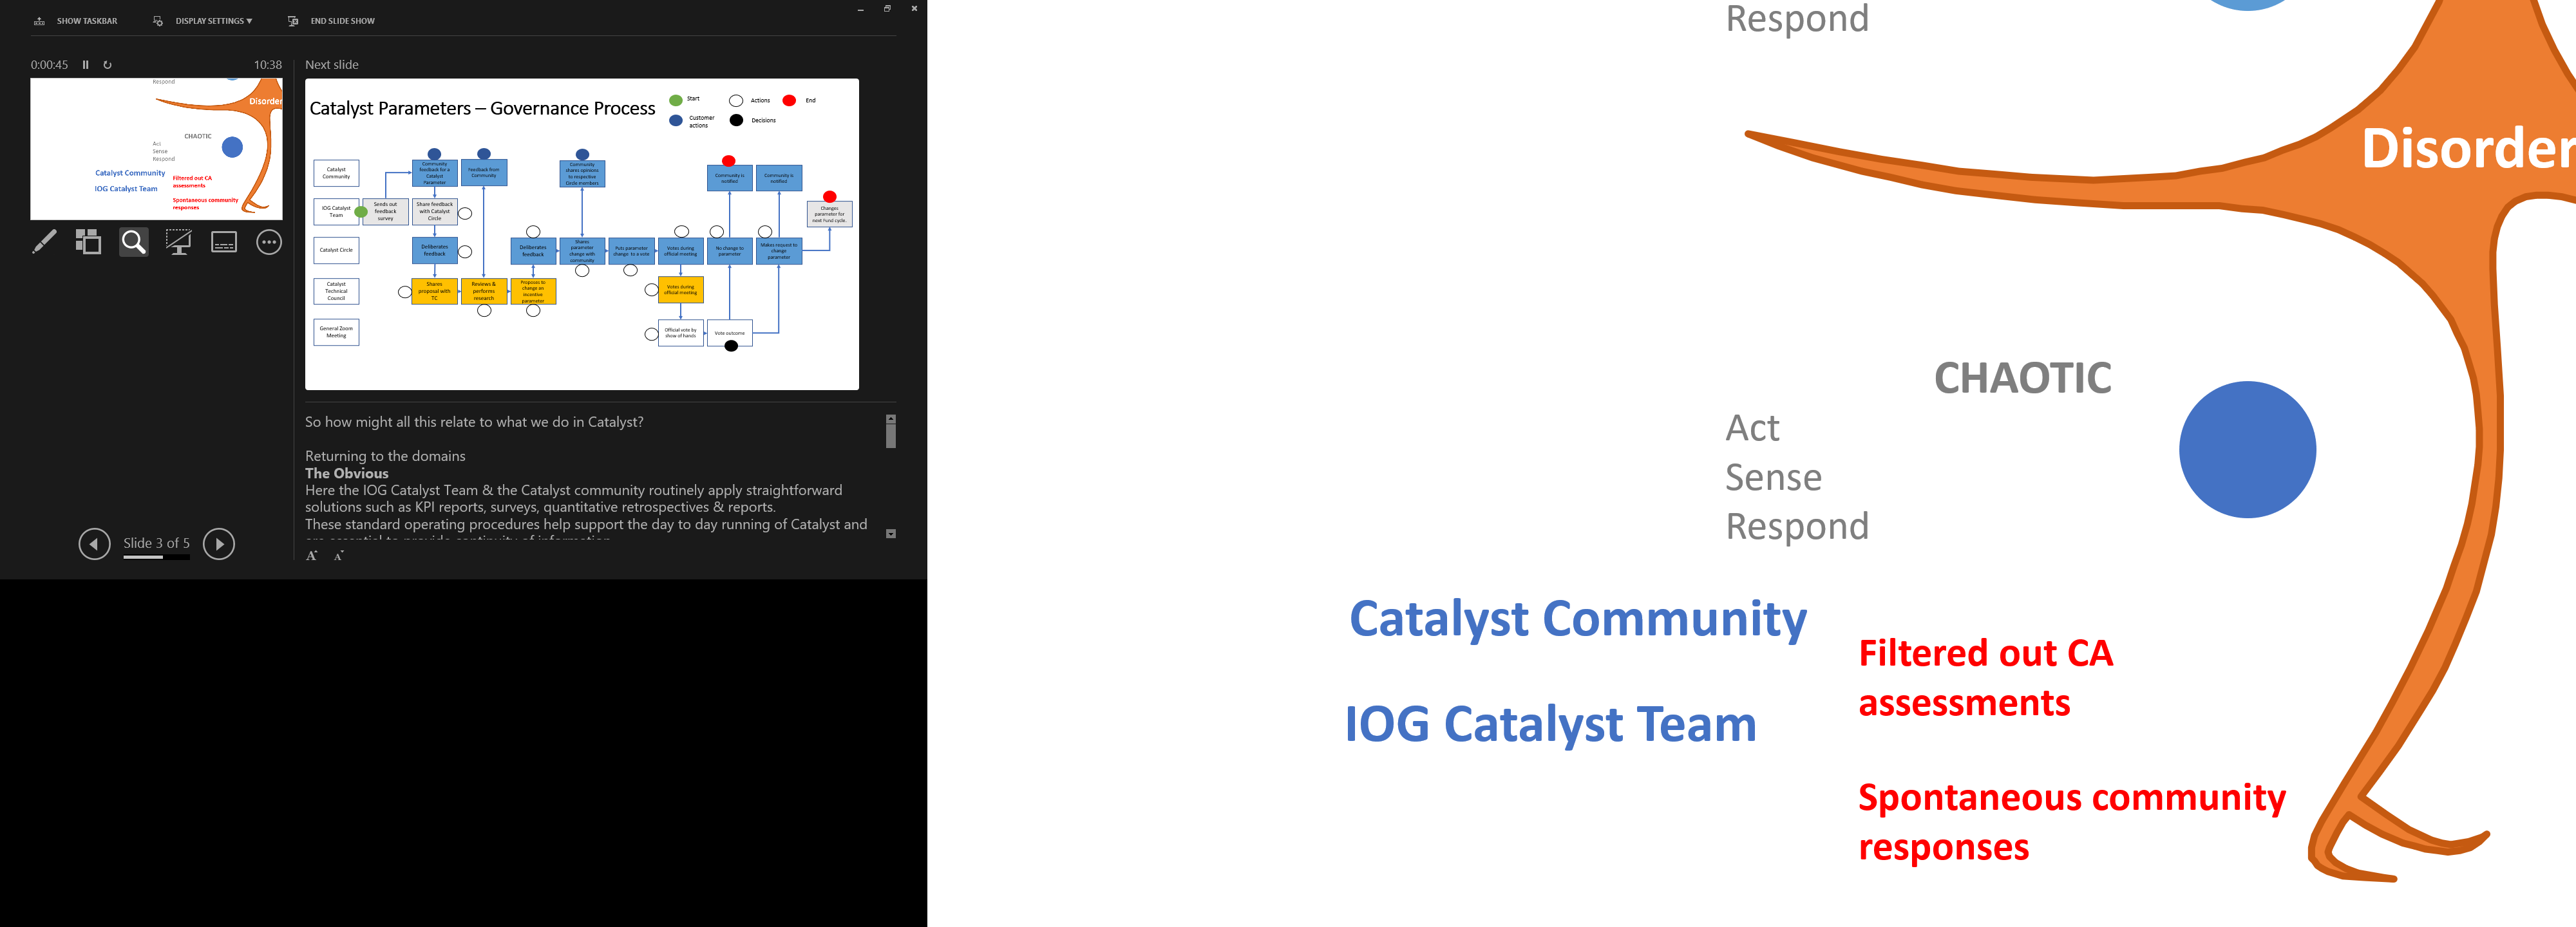 SHOW TASKBAR
DISPLAY SETTINGS ▼
END SLIDE SHOW
0:00:45
10:38
Respond
Disorder
CHAOTIC
Act
Sense
Respond
Catalyst Community
IOG Catalyst Team
Filtered out CA
assessments
Spontaneous community
responses
Slide 3 of 5
Next slide
Catalyst Parameters – Governance Process
Start
Actions
End
Customer
actions
Decisions
Catalyst
Community
Community
feedback for a
Catalyst
Parameter
Feedback from
Community
Community
shares opinions
to respective
Circle members
Community is
notified
Community is
notified
IOG Catalyst
Team
Sends out
feedback
survey
Share feedback
with Catalyst
Circle
Changes
parameter for
next Fund cycle.
Catalyst Circle
Deliberates
feedback
Deliberates
feedback
Shares
parameter
change with
community
Puts parameter
change to a vote
Votes during
official meeting
No change to
parameter
Makes request to
change
parameter
Catalyst
Technical
Council
Shares
proposal with
TC
Reviews &
performs
research
Proposes to
change an
incentive
parameter
Votes during
official meeting
General Zoom
Meeting
Official vote by
show of hands
Vote outcome
So how might all this relate to what we do in Catalyst?
Returning to the domains
The Obvious
Here the IOG Catalyst Team & the Catalyst community routinely apply straightforward
solutions such as KPI reports, surveys, quantitative retrospectives & reports.
These standard operating procedures help support the day to day running of Catalyst and
are essential to provide continuity of information
A
A
Respond
Disorder
CHAOTIC
Act
Sense
Respond
Catalyst Community
IOG Catalyst Team
Filtered out CA
assessments
Spontaneous community
responses